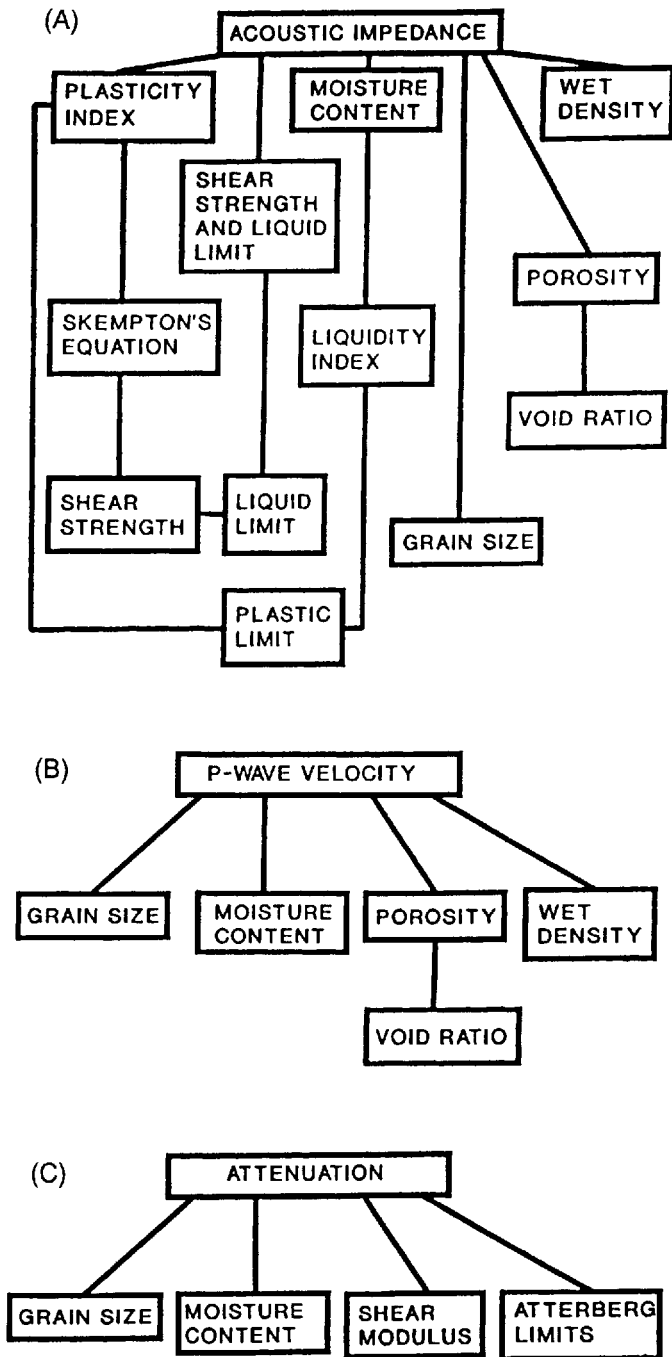 (A)
ACOUSTIC IMPEDANCE
PLASTICITY
INDEX
MOISTURE
CONTENT
WET
DENSITY
SHEAR
STRENGTH
AND LIQUID
LIMIT
POROSITY
SKEMPTON'S
EQUATION
LIQUIDITY
INDEX
VOID RATIO
SHEAR
STRENGTH
LIQUID
LIMIT
GRAIN SIZE
PLASTIC
LIMIT
(B)
P-WAVE VELOCITY
GRAIN SIZE
MOISTURE
CONTENT
POROSITY
WET
DENSITY
VOID RATIO
(C)
ATTENUATION
GRAIN SIZE
MOISTURE
CONTENT
SHEAR
MODULUS
ATTERBERG
LIMITS